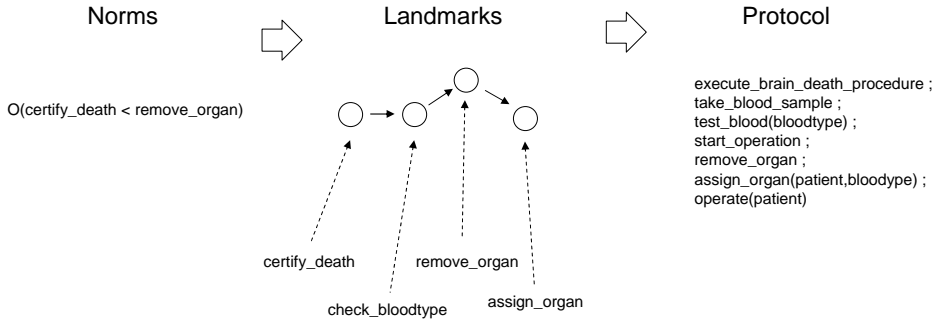 Norms
Landmarks
Protocol
O(certify_death < remove_organ)
execute_brain_death_procedure ;
take_blood_sample ;
test_blood(bloodtype) ;
start_operation ;
remove_organ ;
assign_organ(patient,bloodype) ;
operate(patient)
certify_death
remove_organ
check_bloodtype
assign_organ